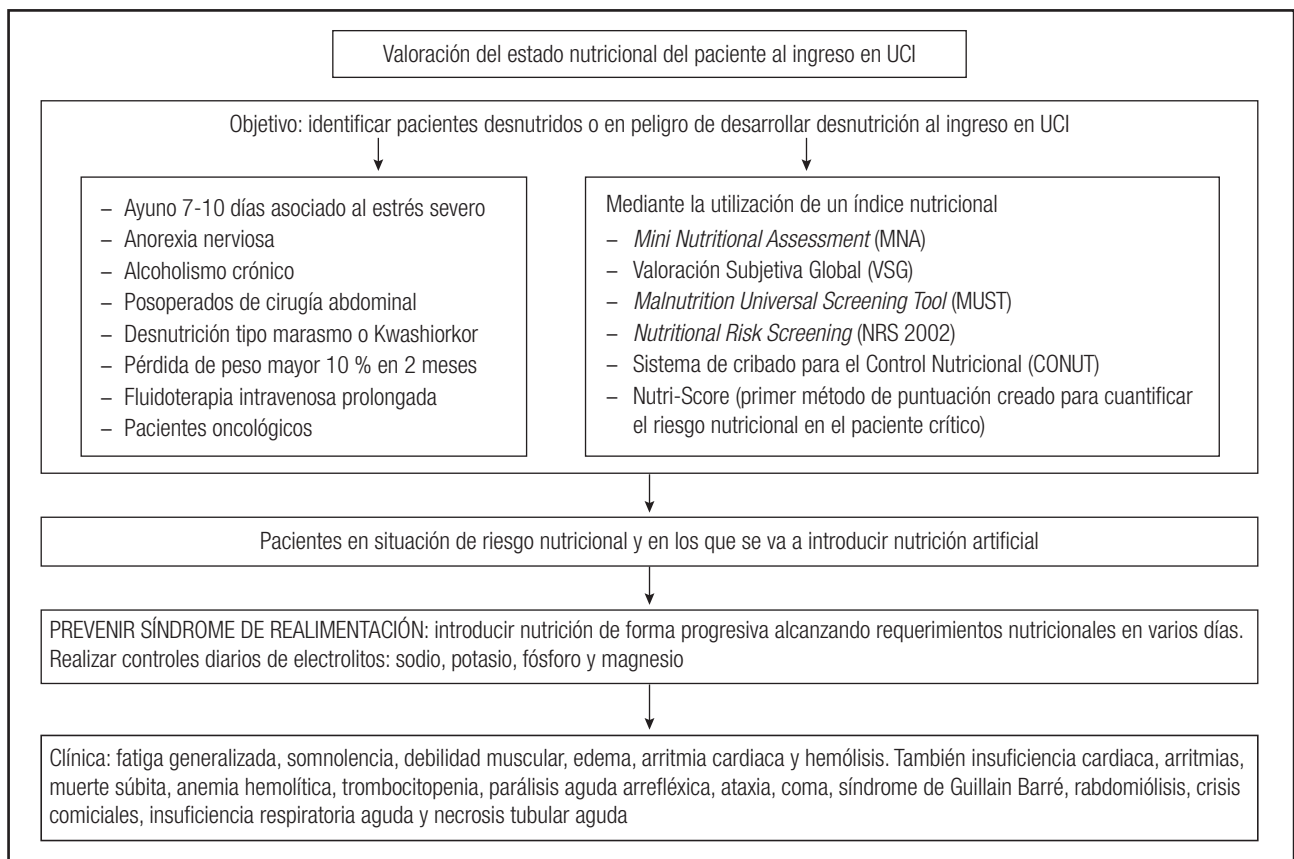 Valoración del estado nutricional del paciente al ingreso en UCI
Objetivo: identificar pacientes desnutridos o en peligro de desarrollar desnutrición al ingreso en UCI
– Ayuno 7-10 días asociado al estrés severo
– Anorexia nerviosa
– Alcoholismo crónico
– Posoperados de cirugía abdominal
– Desnutrición tipo marasmo o Kwashiorkor
– Pérdida de peso mayor 10 % en 2 meses
– Fluidoterapia intravenosa prolongada
– Pacientes oncológicos
Mediante la utilización de un índice nutricional
– Mini Nutritional Assessment (MNA)
– Valoración Subjetiva Global (VSG)
– Malnutrition Universal Screening Tool (MUST)
– Nutritional Risk Screening (NRS 2002)
– Sistema de cribado para el Control Nutricional (CONUT)
– Nutri-Score (primer método de puntuación creado para cuantificar
el riesgo nutricional en el paciente crítico)
Pacientes en situación de riesgo nutricional y en los que se va a introducir nutrición artificial
PREVENIR SÍNDROME DE REALIMENTACIÓN: introducir nutrición de forma progresiva alcanzando requerimientos nutricionales en varios días.
Realizar controles diarios de electrolitos: sodio, potasio, fósforo y magnesio
Clínica: fatiga generalizada, somnolencia, debilidad muscular, edema, arritmia cardiaca y hemólisis. También insuficiencia cardiaca, arritmias,
muerte súbita, anemia hemolítica, trombocitopenia, parálisis aguda arrefléxica, ataxia, coma, síndrome de Guillain Barré, rabdomiólisis, crisis
comiciales, insuficiencia respiratoria aguda y necrosis tubular aguda